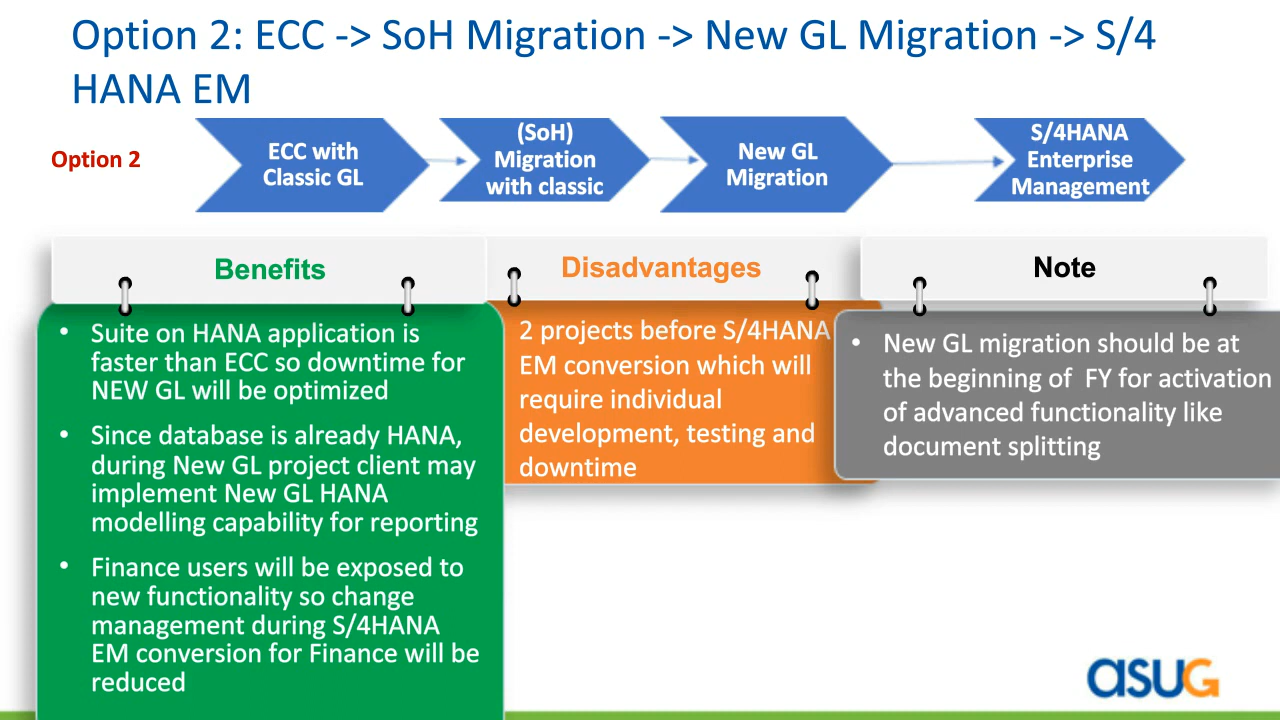 Option 2: ECC -> SoH Migration -> New GL Migration -> S/4
HANA EM
Option 2
ECC with
Classic GL
(SoH)
Migration
with classic
New GL
Migration
S/4HANA
Enterprise
Management
Benefits
• Suite on HANA application is
faster than ECC so downtime for
NEW GL will be optimized
• Since database is already HANA,
during New GL project client may
implement New GL HANA
modelling capability for reporting
• Finance users will be exposed to
new functionality so change
management during S/4HANA
EM conversion for Finance will be
reduced
Disadvantages
2 projects before S/4HANA
EM conversion which will
require individual
development, testing and
downtime
Note
• New GL migration should be at
the beginning of FY for activation
of advanced functionality like
document splitting
asuG